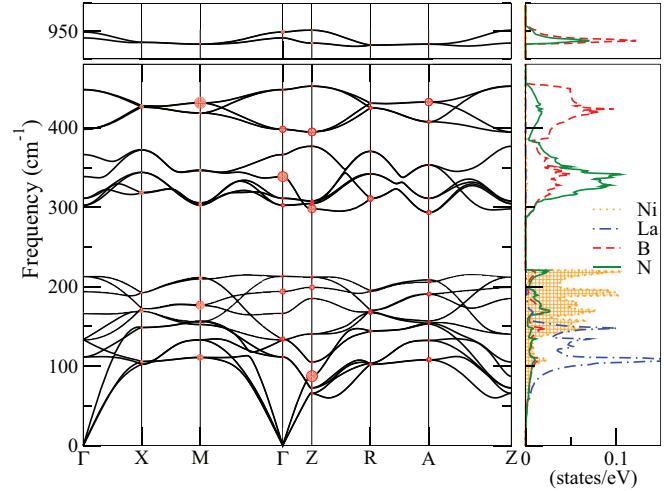 950
400
300
200
100
0
Frequency (cm⁻¹)
Γ X M Γ Z R A Z
Ni
La
B
N
0 0.1
(states/eV)